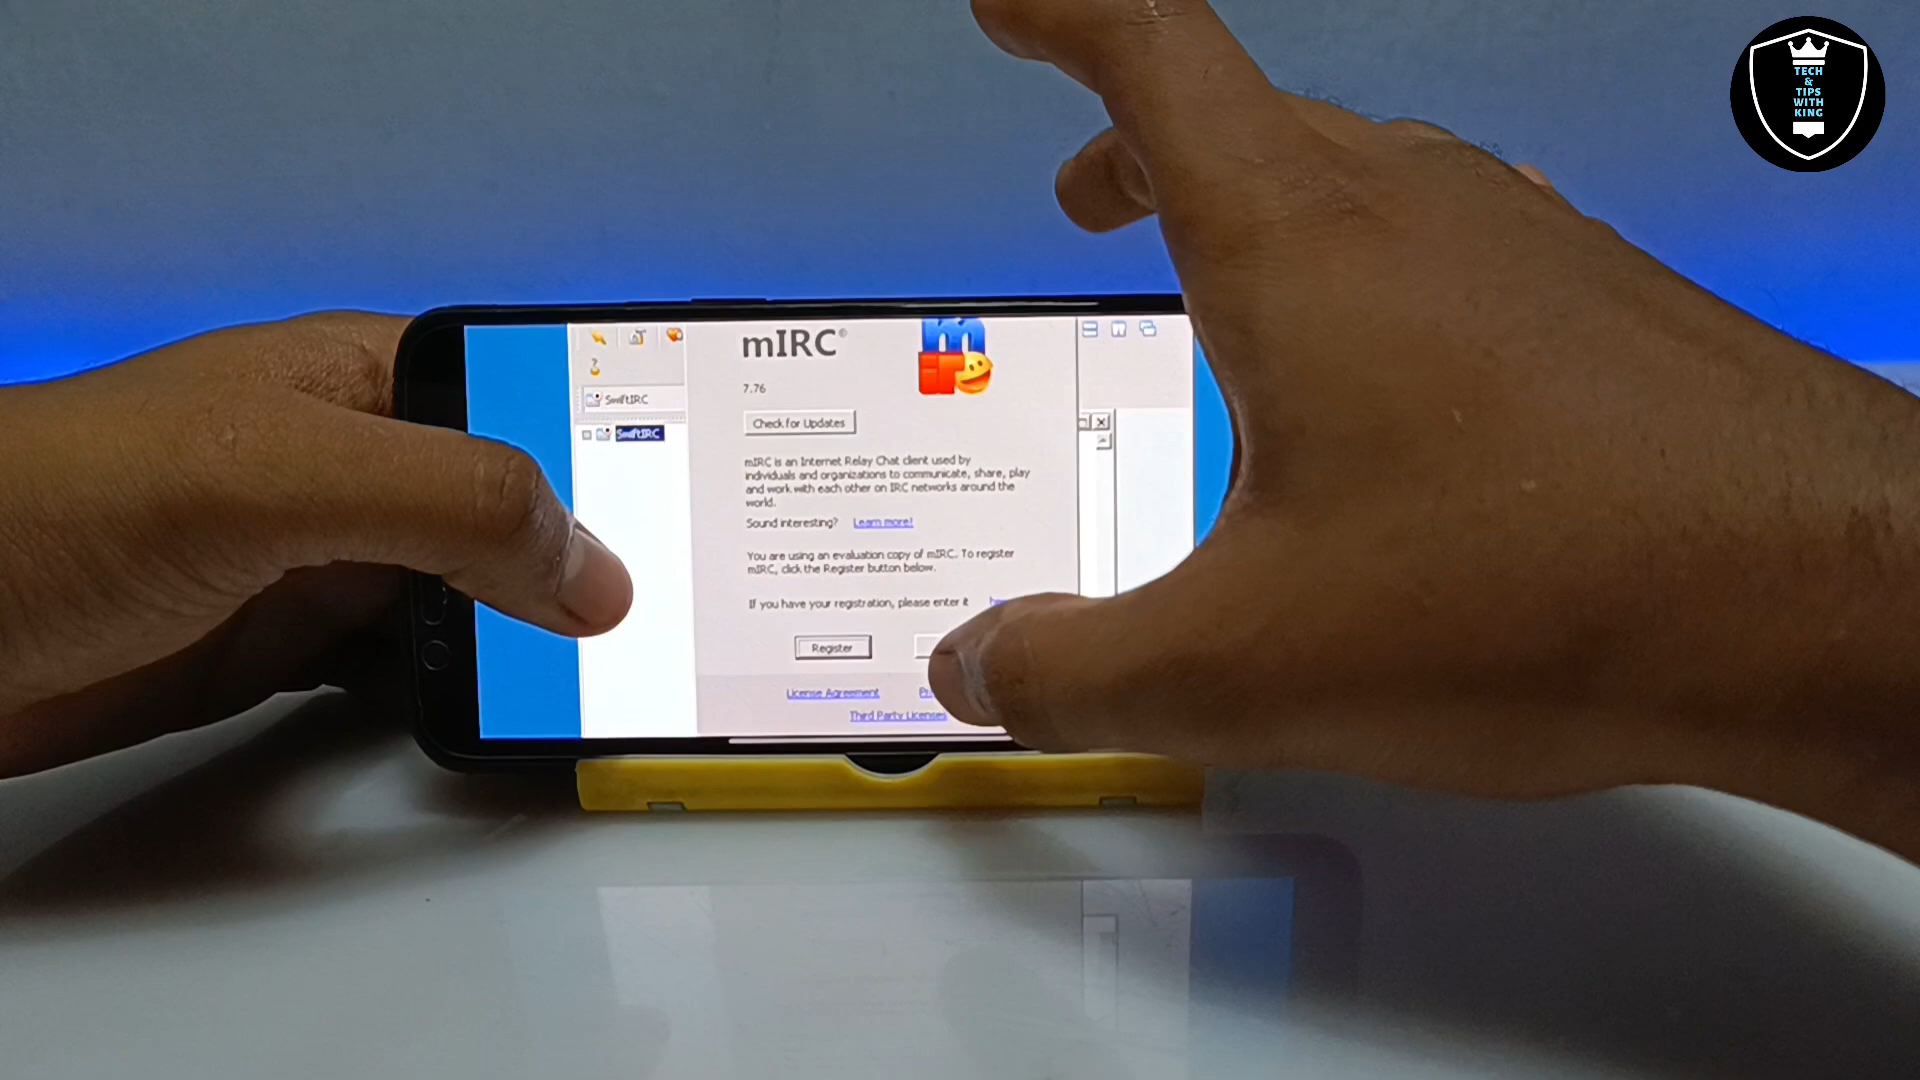 TECH
&
TIPS
WITH
KING
mIRC®
7.76
SwiftIRC
Check for Updates
SwiftIRC
mIRC is an Internet Relay Chat client used by
individuals and organizations to communicate, share, play
and work with each other on IRC networks around the
world.
Sound interesting? Learn more!
You are using an evaluation copy of mIRC. To register
mIRC, click the Register button below.
If you have your registration, please enter it
Register
License Agreement
Third Party Licenses